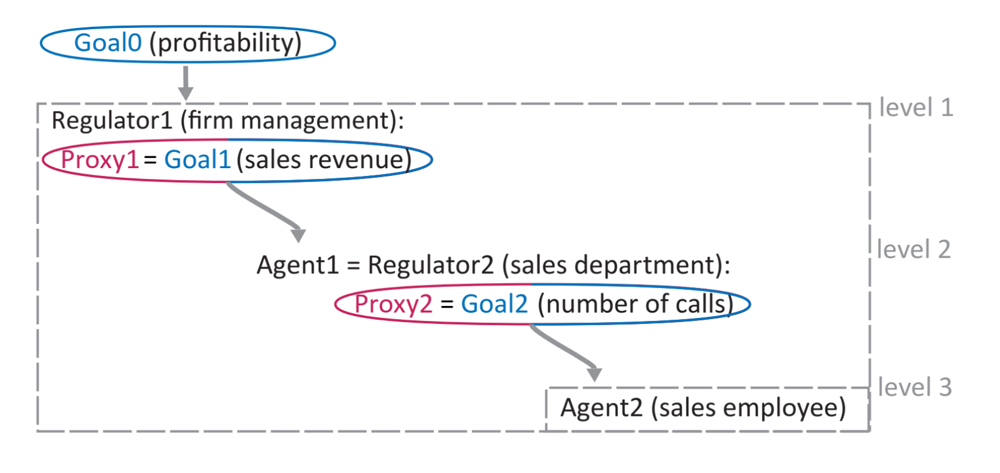 Goal0 (profitability)
level 1
Regulator1 (firm management):
Proxy1 = Goal1 (sales revenue)
level 2
Agent1 = Regulator2 (sales department):
Proxy2 = Goal2 (number of calls)
level 3
Agent2 (sales employee)